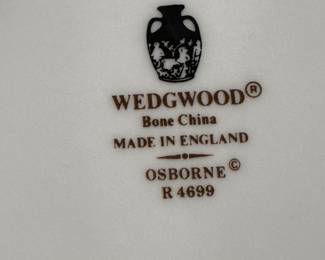 WEDGWOOD®
Bone China
MADE IN ENGLAND
OSBORNE©
R 4699